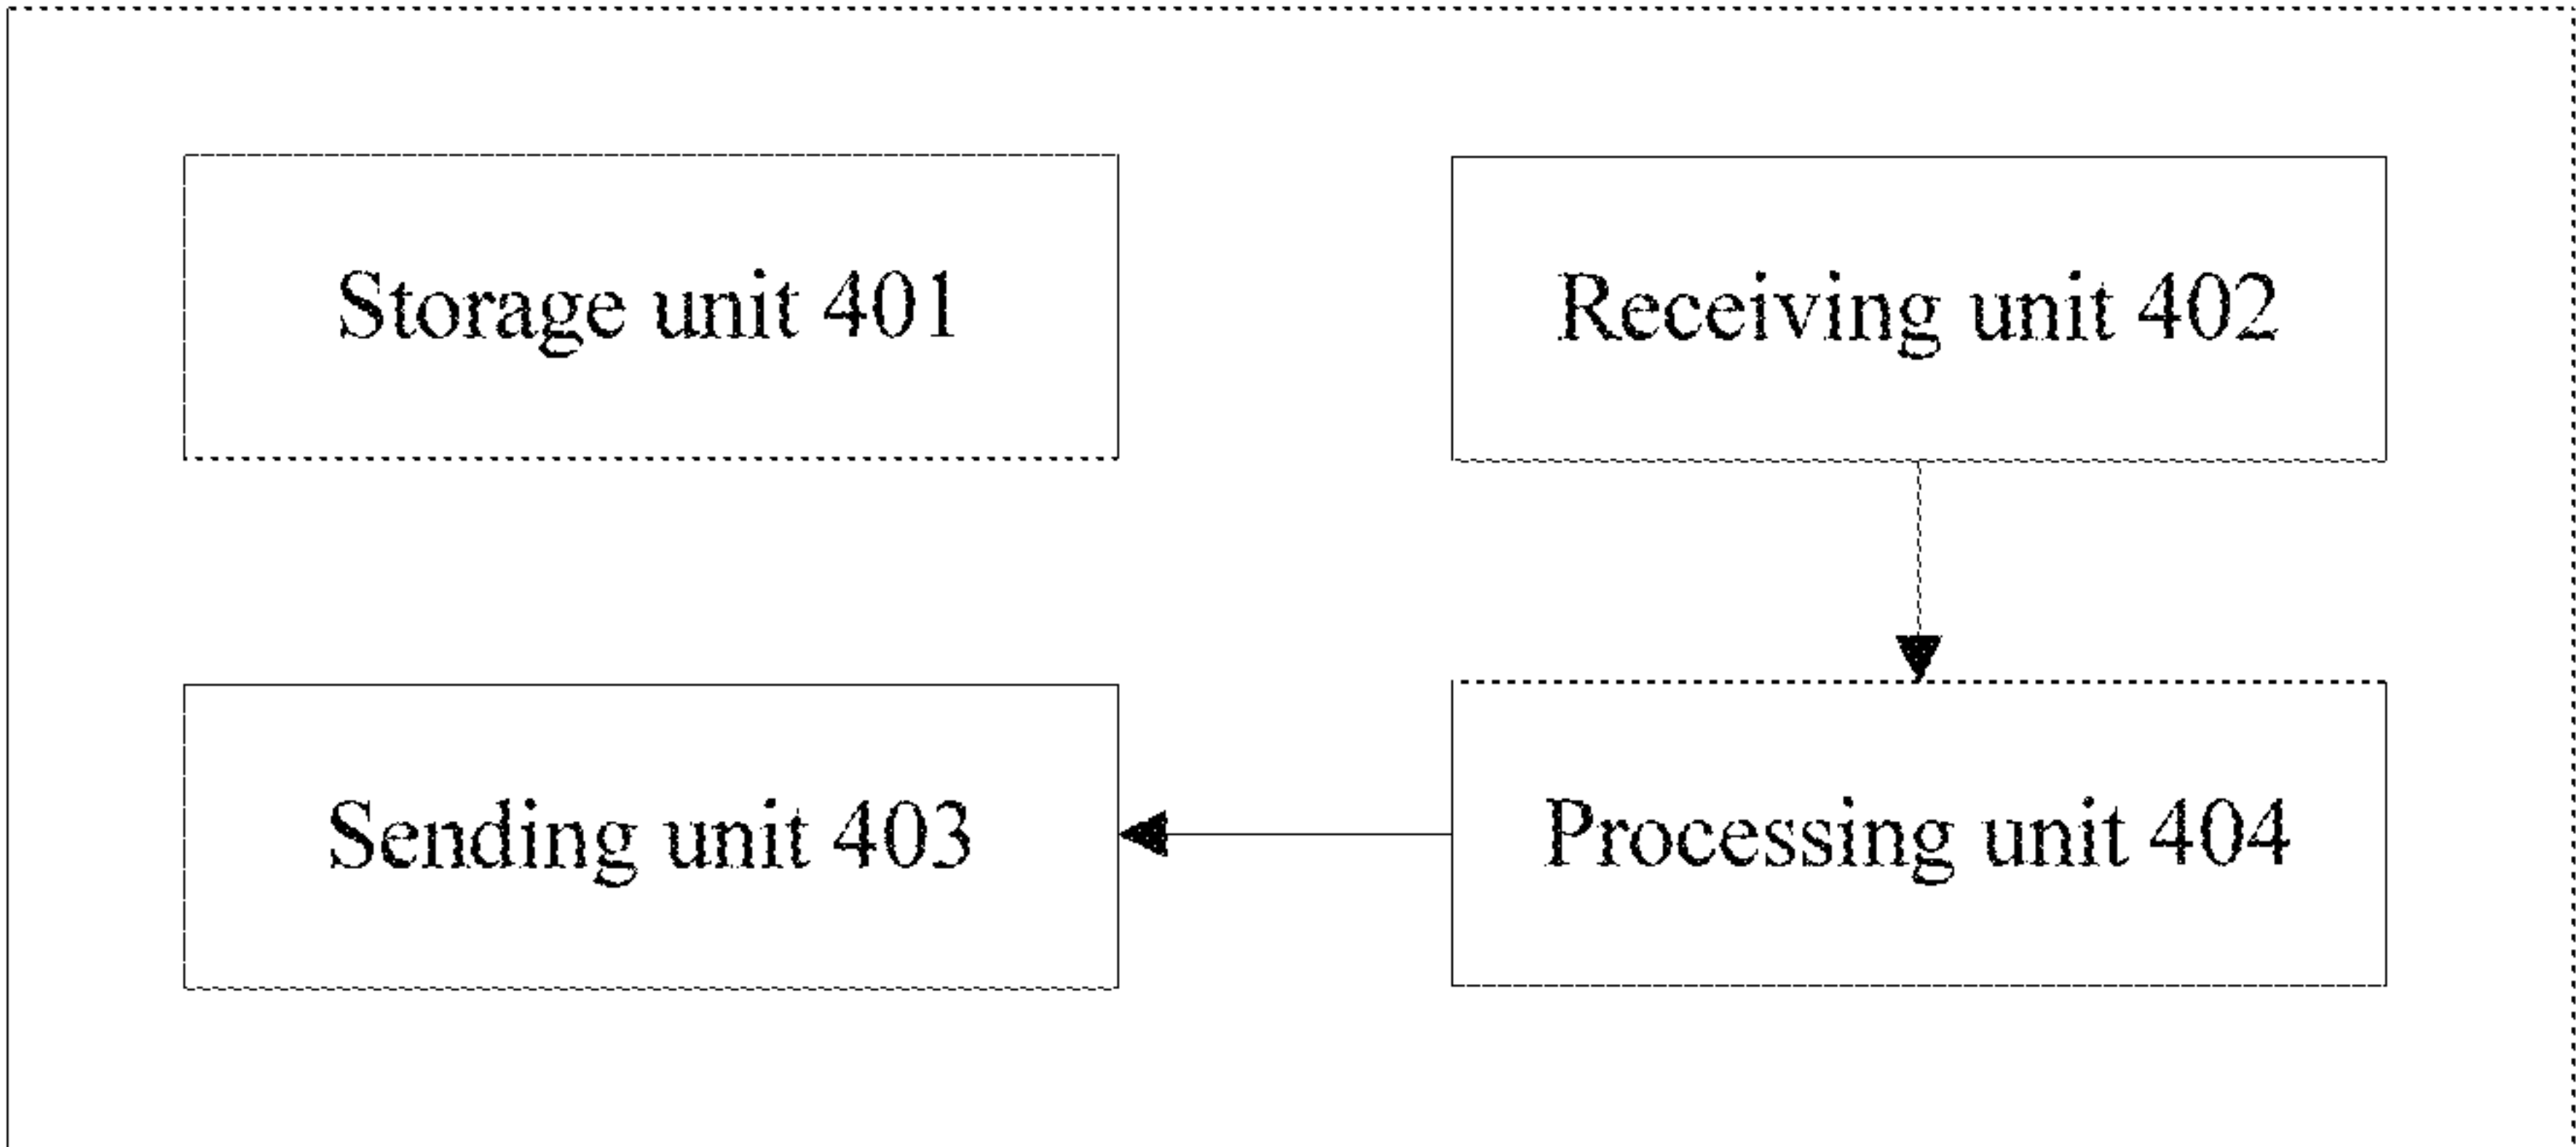 Storage unit 401
Receiving unit 402
Sending unit 403
Processing unit 404